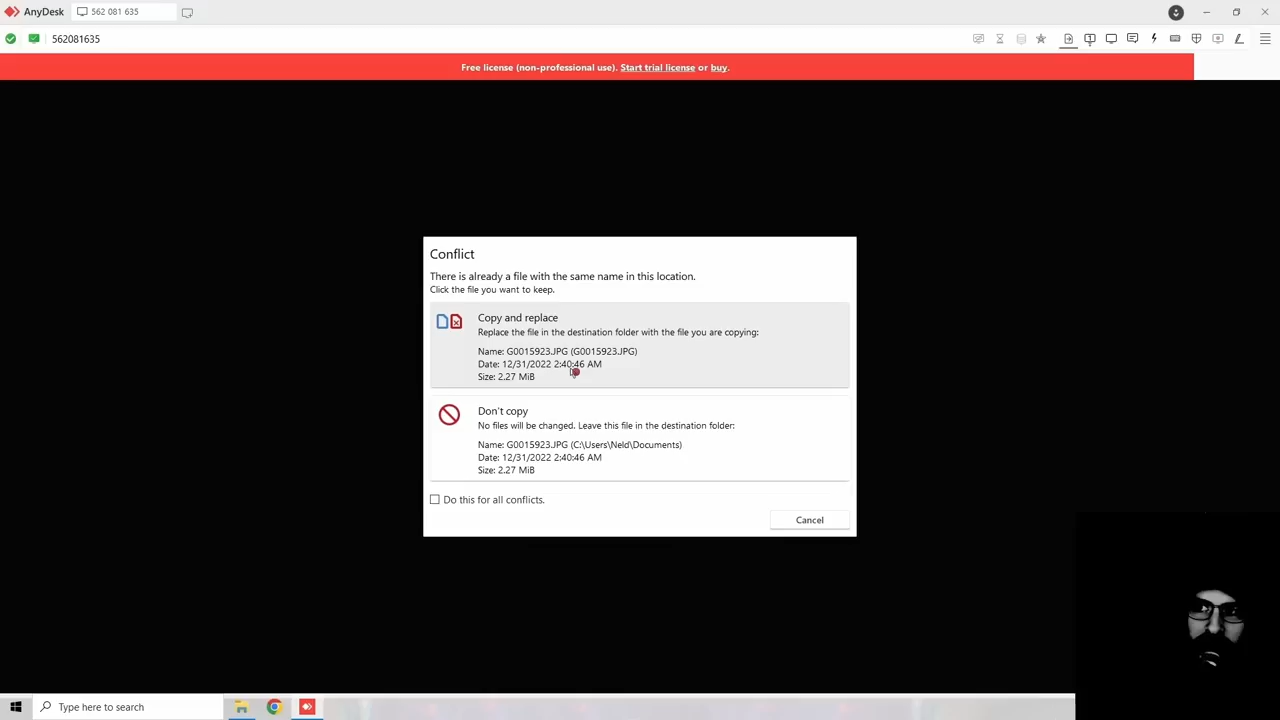 AnyDesk
562 081 635
562081635
Free license (non-professional use). Start trial license or buy.
Conflict
There is already a file with the same name in this location.
Click the file you want to keep.
Copy and replace
Replace the file in the destination folder with the file you are copying:
Name: G0015923.JPG (G0015923.JPG)
Date: 12/31/2022 2:40:46 AM
Size: 2.27 MiB
Don't copy
No files will be changed. Leave this file in the destination folder:
Name: G0015923.JPG (C:\Users\Neld\Documents)
Date: 12/31/2022 2:40:46 AM
Size: 2.27 MiB
Do this for all conflicts.
Cancel
Type here to search